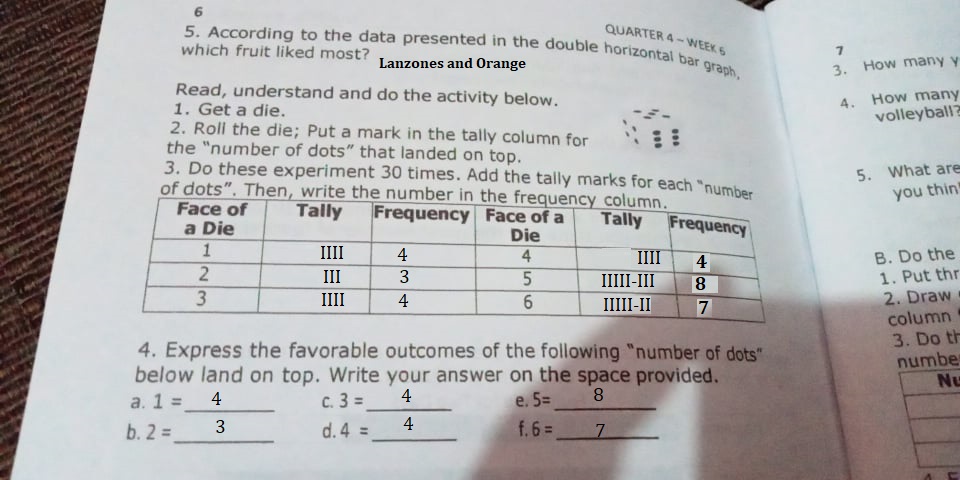 6
QUARTER 4 – WEEK 6
5. According to the data presented in the double horizontal bar graph,
which fruit liked most?
Lanzones and Orange
Read, understand and do the activity below.
1. Get a die.
2. Roll the die; Put a mark in the tally column for
the "number of dots" that landed on top.
3. Do these experiment 30 times. Add the tally marks for each "number
of dots". Then, write the number in the frequency column.
Face of a Die Tally Frequency Face of a Die Tally Frequency
1 IIII 4 4 IIII 4
2 III 3 5 IIIII-III 8
3 IIII 4 6 IIIII-II 7
4. Express the favorable outcomes of the following "number of dots"
below land on top. Write your answer on the space provided.
a. 1 = 4 c. 3 = 4 e. 5= 8
b. 2 = 3 d. 4 = 4 f. 6 = 7
7
3. How many y
4. How many
volleyball?
5. What are
you thin
B. Do the
1. Put thr
2. Draw
column
3. Do th
numbe
Nu